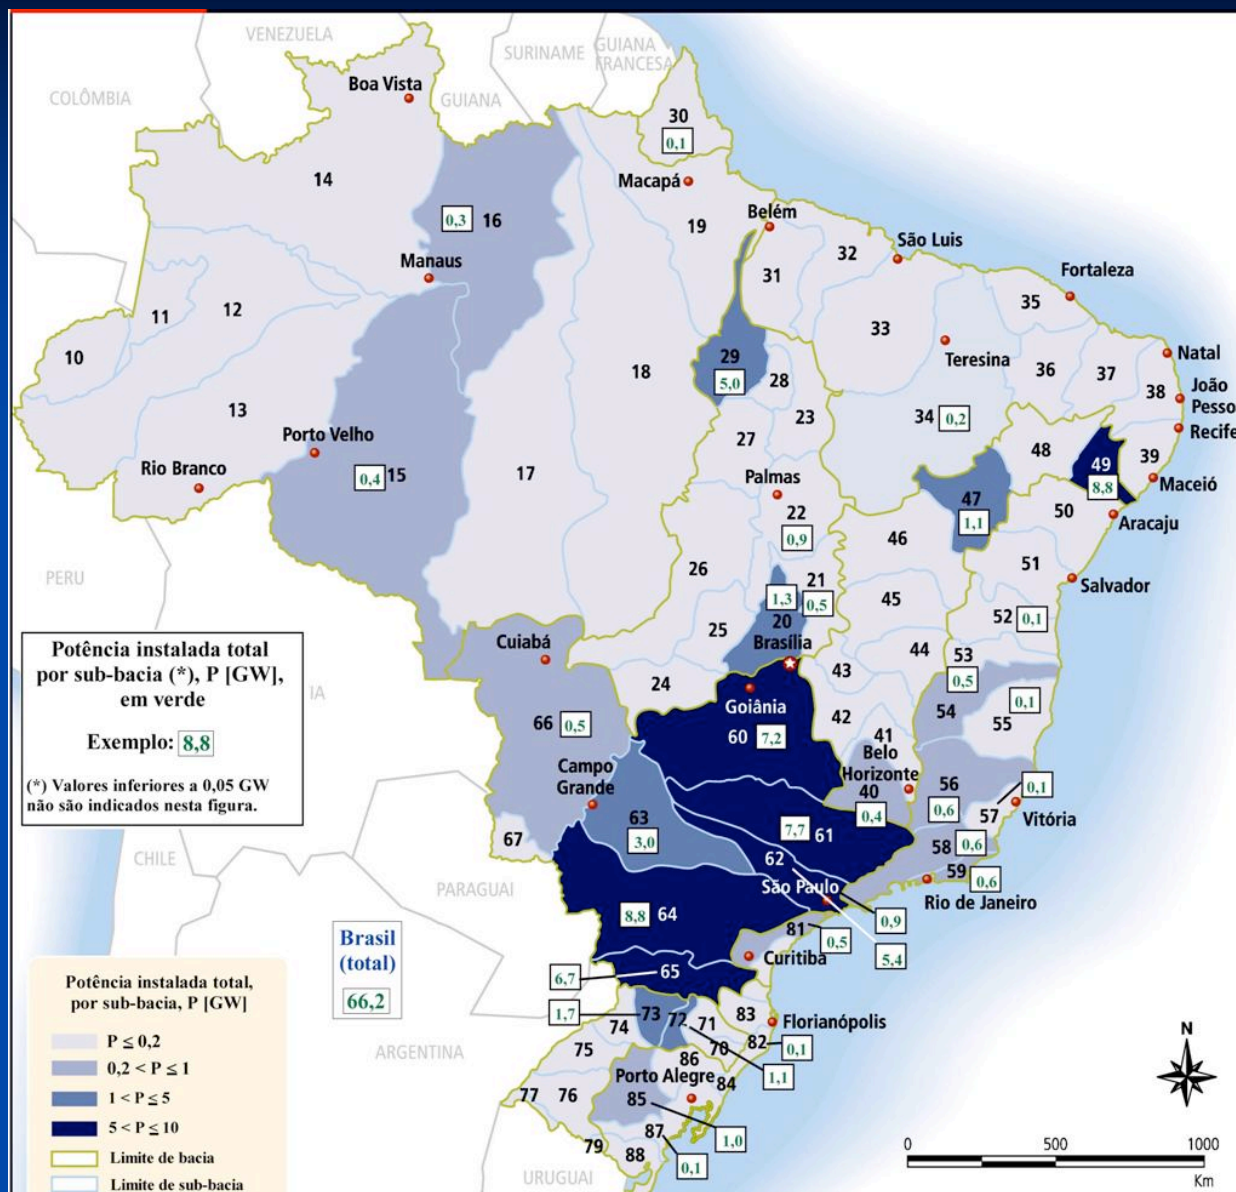 VENEZUELA
SURINAME
GUIANA
FRANCESA
COLÔMBIA
Boa Vista
GUIANA
30
0,1
14
Macapá
16
0,3
19
Belém
32
São Luis
Manaus
31
Fortaleza
35
11
12
33
10
29
5,0
18
28
Teresina
36
37
Natal
38
João
Pesso
13
23
34
0,2
Recife
Porto Velho
27
48
49
8,8
39
Rio Branco
0,4
15
17
Palmas
47
1,1
Maceió
22
0,9
50
Aracaju
46
51
PERU
26
21
0,5
1,3
20
Brasília
45
Salvador
52
0,1
25
44
53
0,5
Cuiabá
43
24
54
0,1
55
Goiânia
42
66
0,5
60
7,2
41
Belo
Horizonte
Campo
Grande
40
0,4
56
0,6
0,1
57
Vitória
63
3,0
7,7
61
58
0,6
67
62
59
0,6
São Paulo
Rio de Janeiro
CHILE
PARAGUAI
8,8
64
0,9
81
0,5
5,4
Curitiba
65
6,7
1,7
73
72
71
83
Florianópolis
74
70
82
0,1
ARGENTINA
75
86
1,1
Porto Alegre
84
77
76
85
1,0
87
0,1
79
88
URUGUAI
IA
Potência instalada total
por sub-bacia (*), P [GW],
em verde
Exemplo: 8,8
(*) Valores inferiores a 0,05 GW
não são indicados nesta figura.
Brasil
(total)
66,2
Potência instalada total,
por sub-bacia, P [GW]
P ≤ 0,2
0,2 < P ≤ 1
1 < P ≤ 5
5 < P ≤ 10
Limite de bacia
Limite de sub-bacia
N
0
500
1000
Km